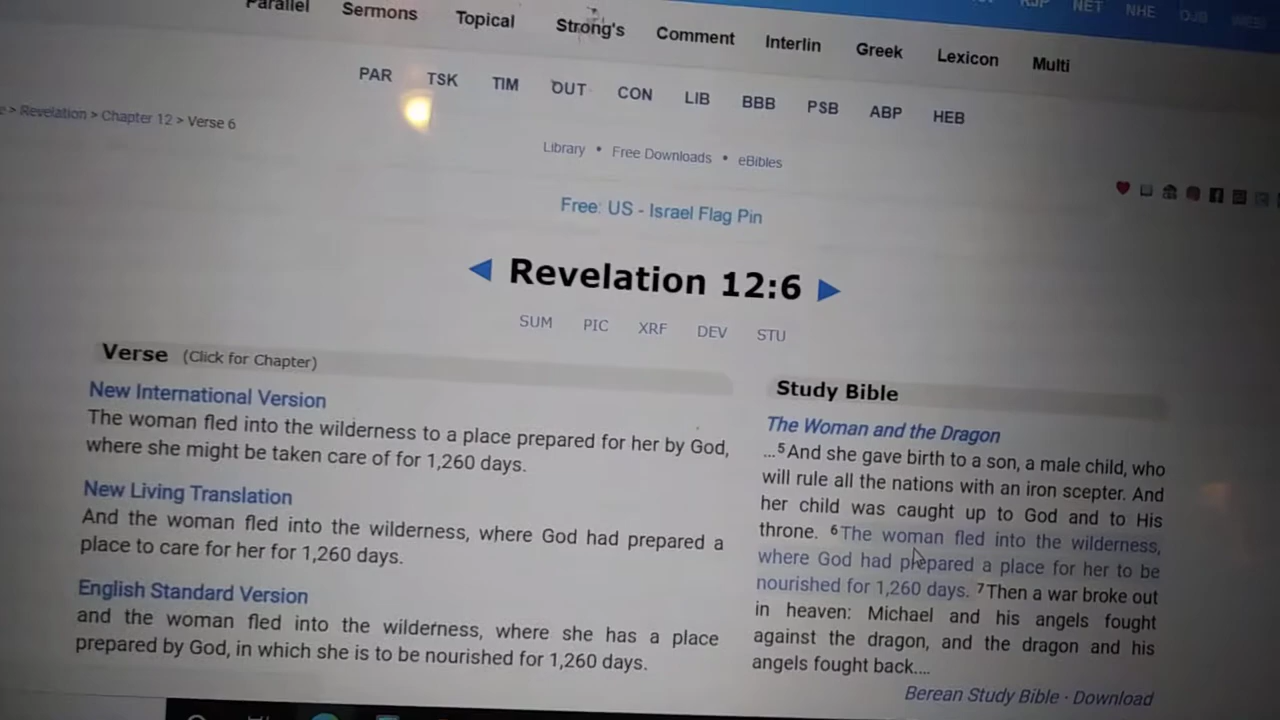 NET NHE DJB WEB
Parallel Sermons Topical Strong's Comment Interlin Greek Lexicon Multi
PAR TSK TIM OUT CON LIB BBB PSB ABP HEB
> Revelation > Chapter 12 > Verse 6
Library • Free Downloads • eBibles
Free: US - Israel Flag Pin
◄ Revelation 12:6 ►
SUM PIC XRF DEV STU
Verse (Click for Chapter)
New International Version
The woman fled into the wilderness to a place prepared for her by God,
where she might be taken care of for 1,260 days.
New Living Translation
And the woman fled into the wilderness, where God had prepared a
place to care for her for 1,260 days.
English Standard Version
and the woman fled into the wilderness, where she has a place
prepared by God, in which she is to be nourished for 1,260 days.
Study Bible
The Woman and the Dragon
…5And she gave birth to a son, a male child, who
will rule all the nations with an iron scepter. And
her child was caught up to God and to His
throne. 6The woman fled into the wilderness,
where God had prepared a place for her to be
nourished for 1,260 days. 7Then a war broke out
in heaven: Michael and his angels fought
against the dragon, and the dragon and his
angels fought back.…
Berean Study Bible · Download